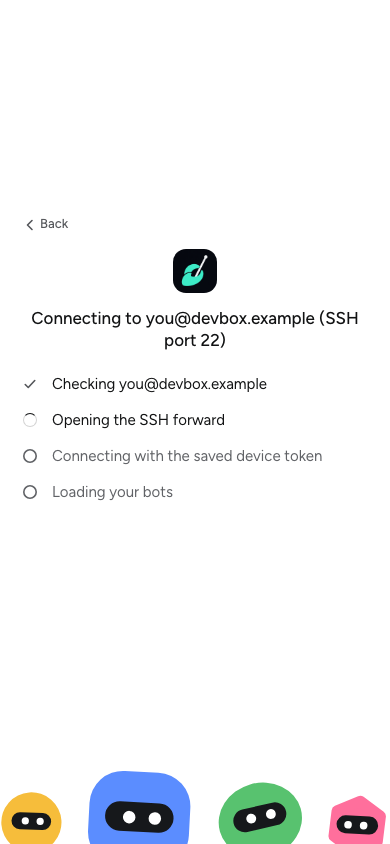 Back
Connecting to you@devbox.example (SSH
port 22)
Checking you@devbox.example
Opening the SSH forward
Connecting with the saved device token
Loading your bots